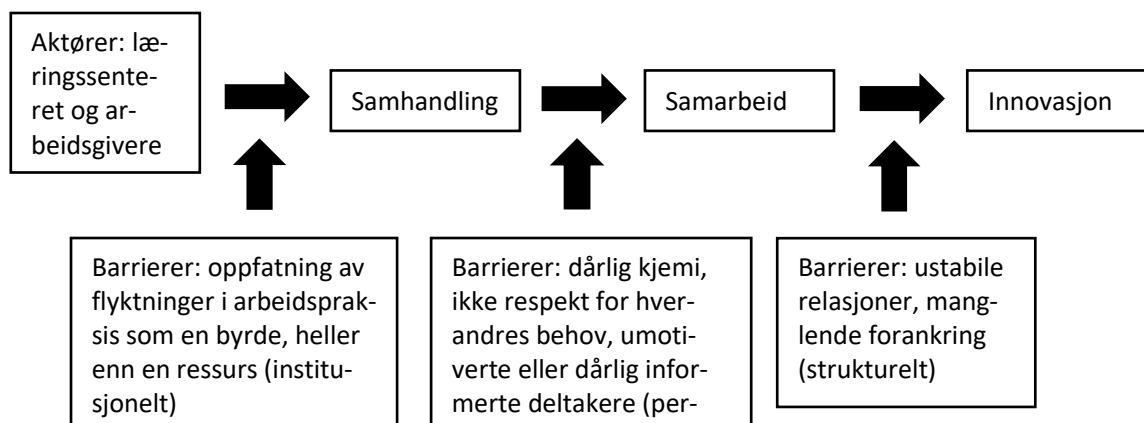 Aktører: læ-
ringssente-
ret og ar-
beidsgivere
Samhandling
Samarbeid
Innovasjon
Barrierer: oppfatning av
flyktninger i arbeidsprak-
sis som en byrde, heller
enn en ressurs (institu-
sjonelt)
Barrierer: dårlig kjemi,
ikke respekt for hver-
andres behov, umoti-
verte eller dårlig infor-
merte deltakere (per-
Barrierer: ustabile
relasjoner, mang-
lende forankring
(strukturelt)